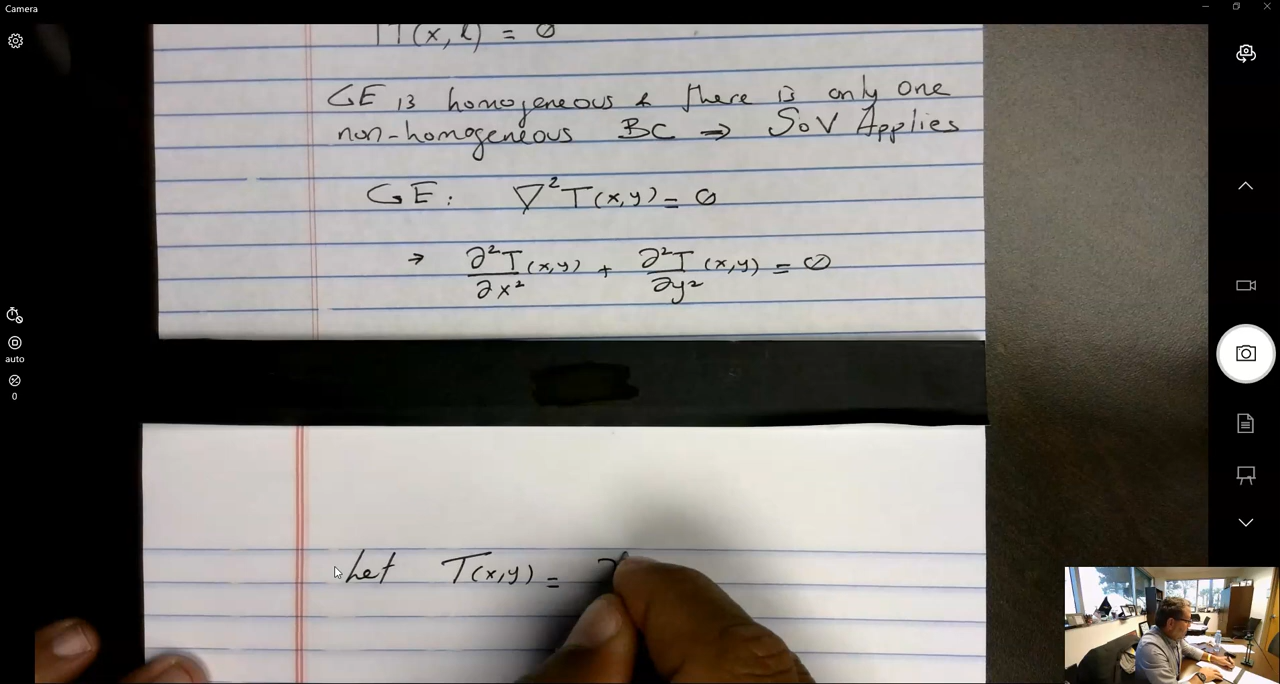 Camera
T(x, l) = 0
GE is homogeneous & there is only one
non-homogeneous BC ⇒ SoV Applies
GE: ∇²T(x,y) = 0
→ ∂²T/∂x² (x,y) + ∂²T/∂y² (x,y) = 0
auto
0
Let T(x,y) =